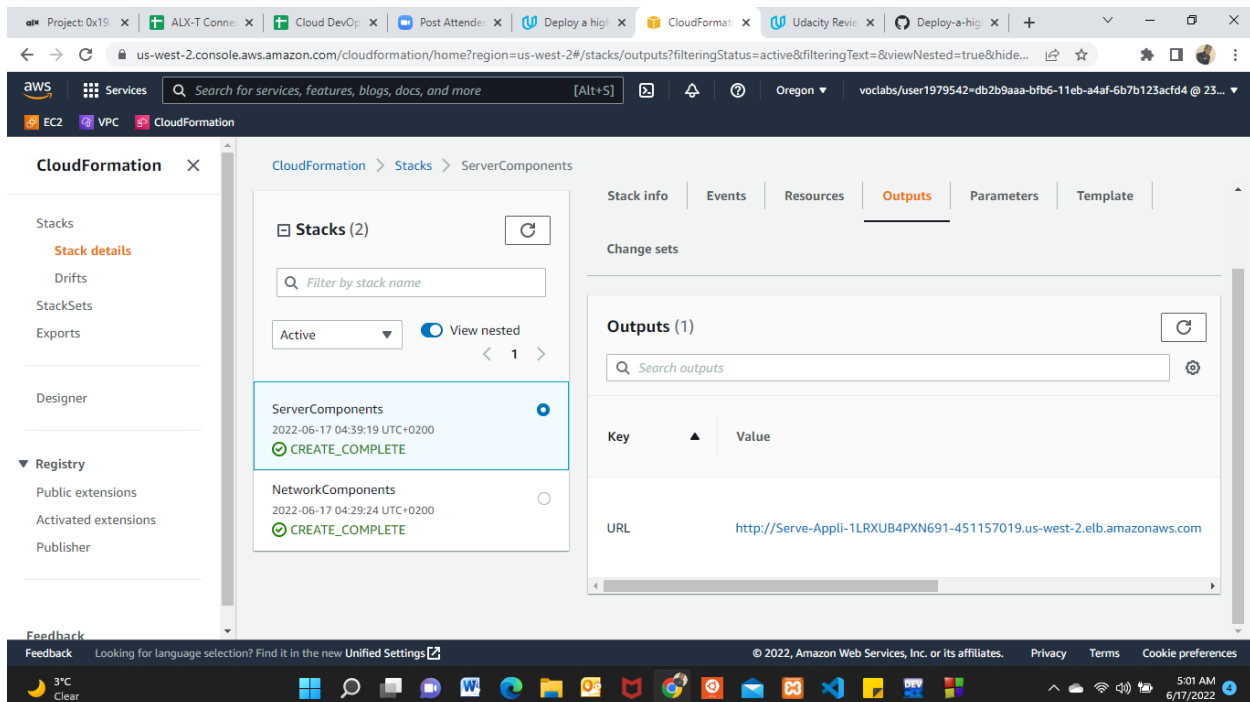 alx Project: 0x19.
ALX-T Connec
Cloud DevOp
Post Attendee
Deploy a high
CloudFormati
Udacity Revie
Deploy-a-hig
us-west-2.console.aws.amazon.com/cloudformation/home?region=us-west-2#/stacks/outputs?filteringStatus=active&filteringText=&viewNested=true&hide...
aws Services Search for services, features, blogs, docs, and more [Alt+S] Oregon ▼ voclabs/user1979542=db2b9aaa-bfb6-11eb-a4af-6b7b123acfd4 @ 23... ▼
EC2 VPC CloudFormation
CloudFormation
Stacks
Stack details
Drifts
StackSets
Exports
Designer
Registry
Public extensions
Activated extensions
Publisher
Feedback
CloudFormation > Stacks > ServerComponents
Stacks (2)
Filter by stack name
Active
View nested
< 1 >
ServerComponents
2022-06-17 04:39:19 UTC+0200
CREATE_COMPLETE
NetworkComponents
2022-06-17 04:29:24 UTC+0200
CREATE_COMPLETE
Stack info Events Resources Outputs Parameters Template
Change sets
Outputs (1)
Search outputs
Key ▲ Value
URL http://Serve-Appli-1LRXUB4PXN691-451157019.us-west-2.elb.amazonaws.com
Feedback Looking for language selection? Find it in the new Unified Settings © 2022, Amazon Web Services, Inc. or its affiliates. Privacy Terms Cookie preferences
3°C
Clear
DEV
5:01 AM
6/17/2022
4